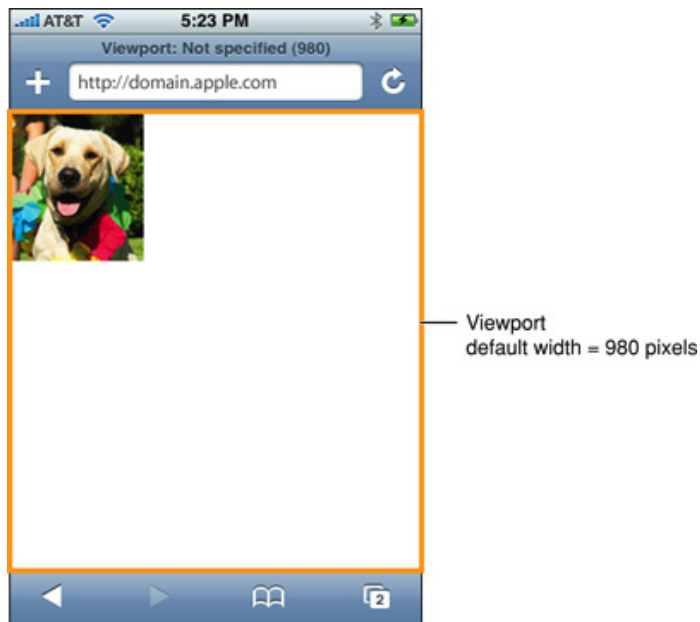 AT&T 5:23 PM
Viewport: Not specified (980)
http://domain.apple.com
Viewport
default width = 980 pixels
2